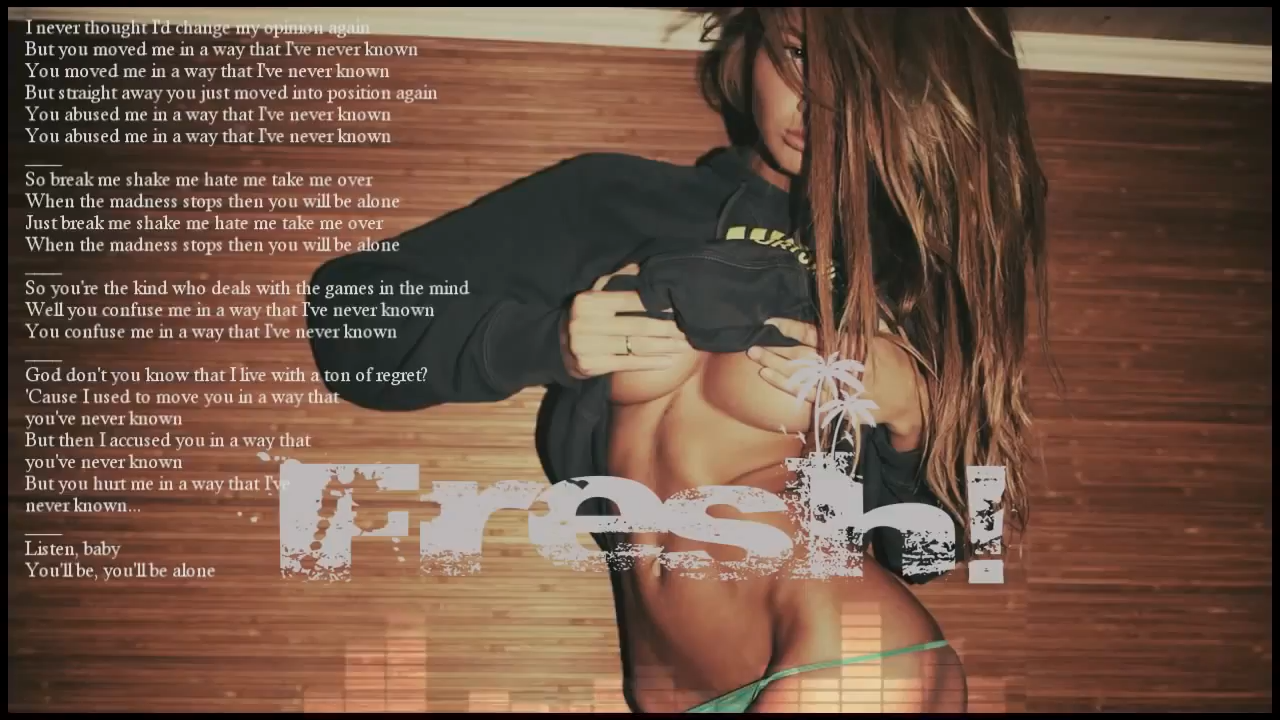 I never thought I'd change my opinion again
But you moved me in a way that I've never known
You moved me in a way that I've never known
But straight away you just moved into position again
You abused me in a way that I've never known
You abused me in a way that I've never known
So break me shake me hate me take me over
When the madness stops then you will be alone
Just break me shake me hate me take me over
When the madness stops then you will be alone
So you're the kind who deals with the games in the mind
Well you confuse me in a way that I've never known
You confuse me in a way that I've never known
God don't you know that I live with a ton of regret?
'Cause I used to move you in a way that
you've never known
But then I accused you in a way that
you've never known
But you hurt me in a way that I've
never known...
Listen, baby
You'll be, you'll be alone
Fresh!